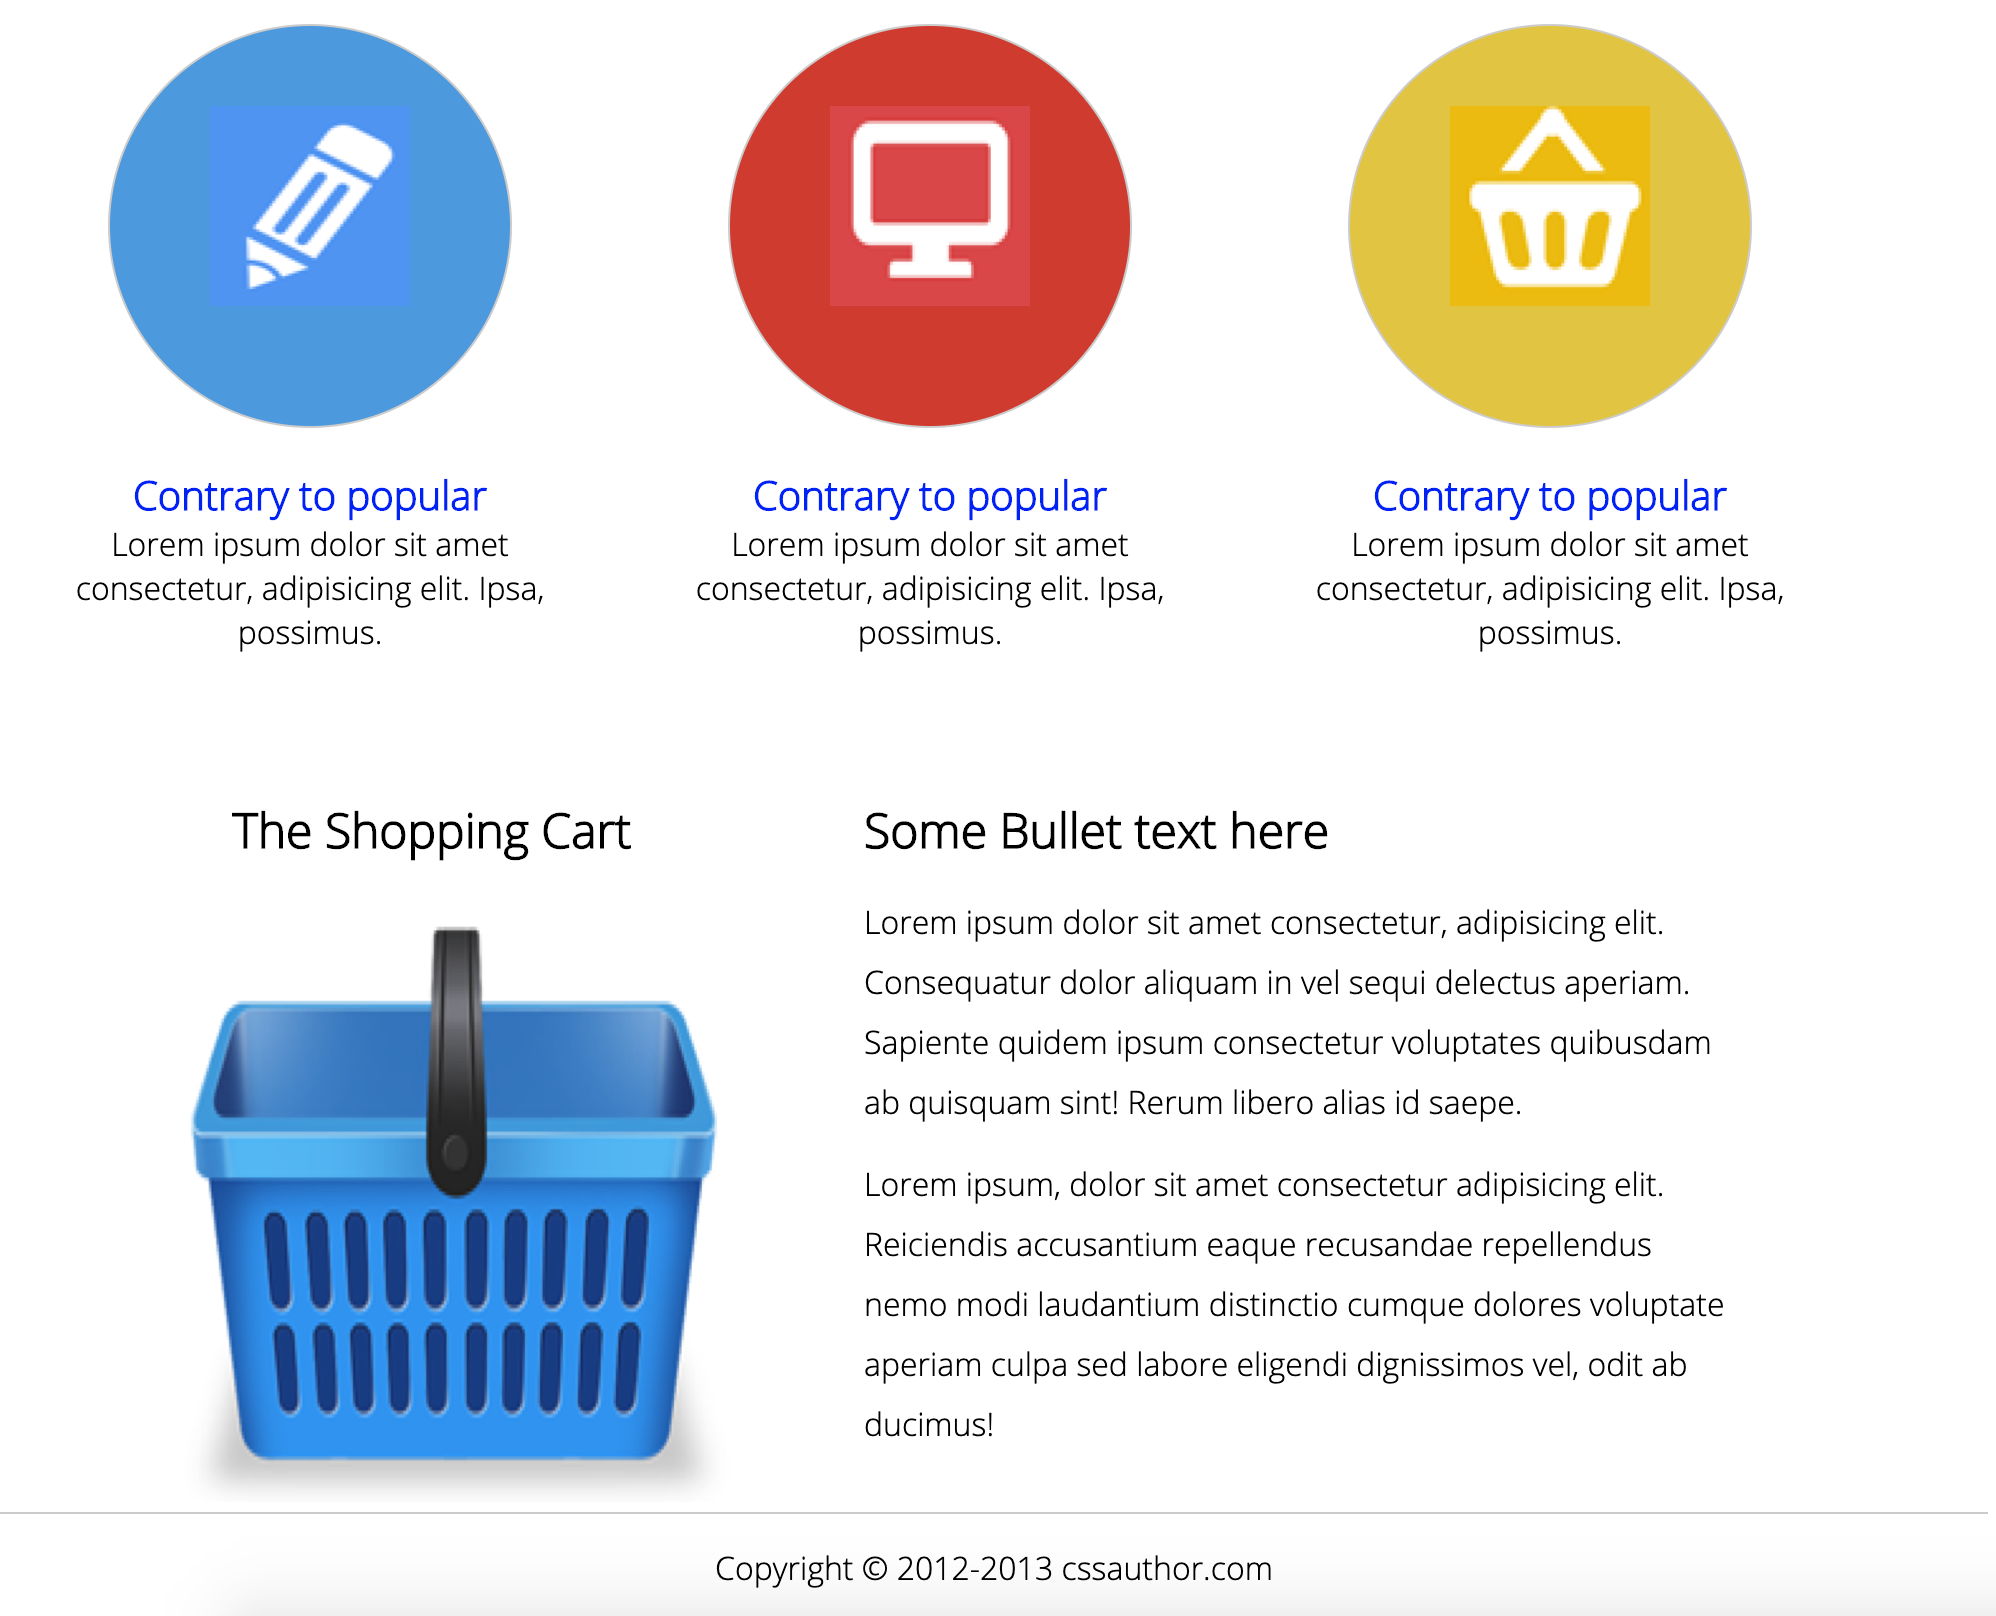 Contrary to popular
Lorem ipsum dolor sit amet
consectetur, adipisicing elit. Ipsa,
possimus.
Contrary to popular
Lorem ipsum dolor sit amet
consectetur, adipisicing elit. Ipsa,
possimus.
Contrary to popular
Lorem ipsum dolor sit amet
consectetur, adipisicing elit. Ipsa,
possimus.
The Shopping Cart
Some Bullet text here
Lorem ipsum dolor sit amet consectetur, adipisicing elit.
Consequatur dolor aliquam in vel sequi delectus aperiam.
Sapiente quidem ipsum consectetur voluptates quibusdam
ab quisquam sint! Rerum libero alias id saepe.
Lorem ipsum, dolor sit amet consectetur adipisicing elit.
Reiciendis accusantium eaque recusandae repellendus
nemo modi laudantium distinctio cumque dolores voluptate
aperiam culpa sed labore eligendi dignissimos vel, odit ab
ducimus!
Copyright © 2012-2013 cssauthor.com